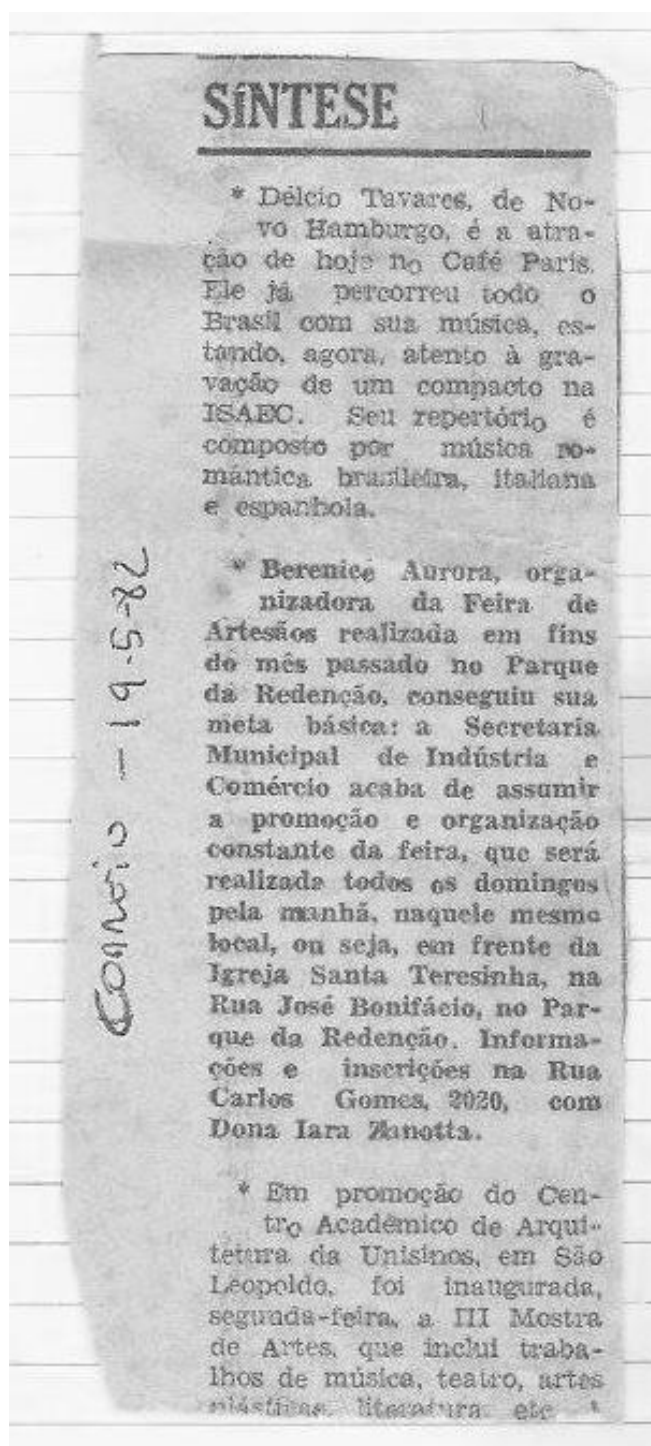 SÍNTESE
* Délcio Tavares, de No-
vo Hamburgo, é a atra-
ção de hoje no Café Paris.
Ele já percorreu todo o
Brasil com sua música, es-
tando, agora, atento à gra-
vação de um compacto na
ISAEC. Seu repertório é
composto por música ro-
mântica brasileira, italiana
e espanhola.
* Berenice Aurora, orga-
nizadora da Feira de
Artesãos realizada em fins
do mês passado no Parque
da Redenção, conseguiu sua
meta básica: a Secretaria
Municipal de Indústria e
Comércio acaba de assumir
a promoção e organização
constante da feira, que será
realizada todos os domingos
pela manhã, naquele mesmo
local, ou seja, em frente da
Igreja Santa Teresinha, na
Rua José Bonifácio, no Par-
que da Redenção. Informa-
ções e inscrições na Rua
Carlos Gomes, 2020, com
Dona Iara Zanotta.
* Em promoção do Cen-
tro Acadêmico de Arqui-
tetura da Unisinos, em São
Leopoldo, foi inaugurada,
segunda-feira, a III Mostra
de Artes, que inclui traba-
lhos de música, teatro, artes
plásticas, literatura, etc. *
Correio - 19-5-82